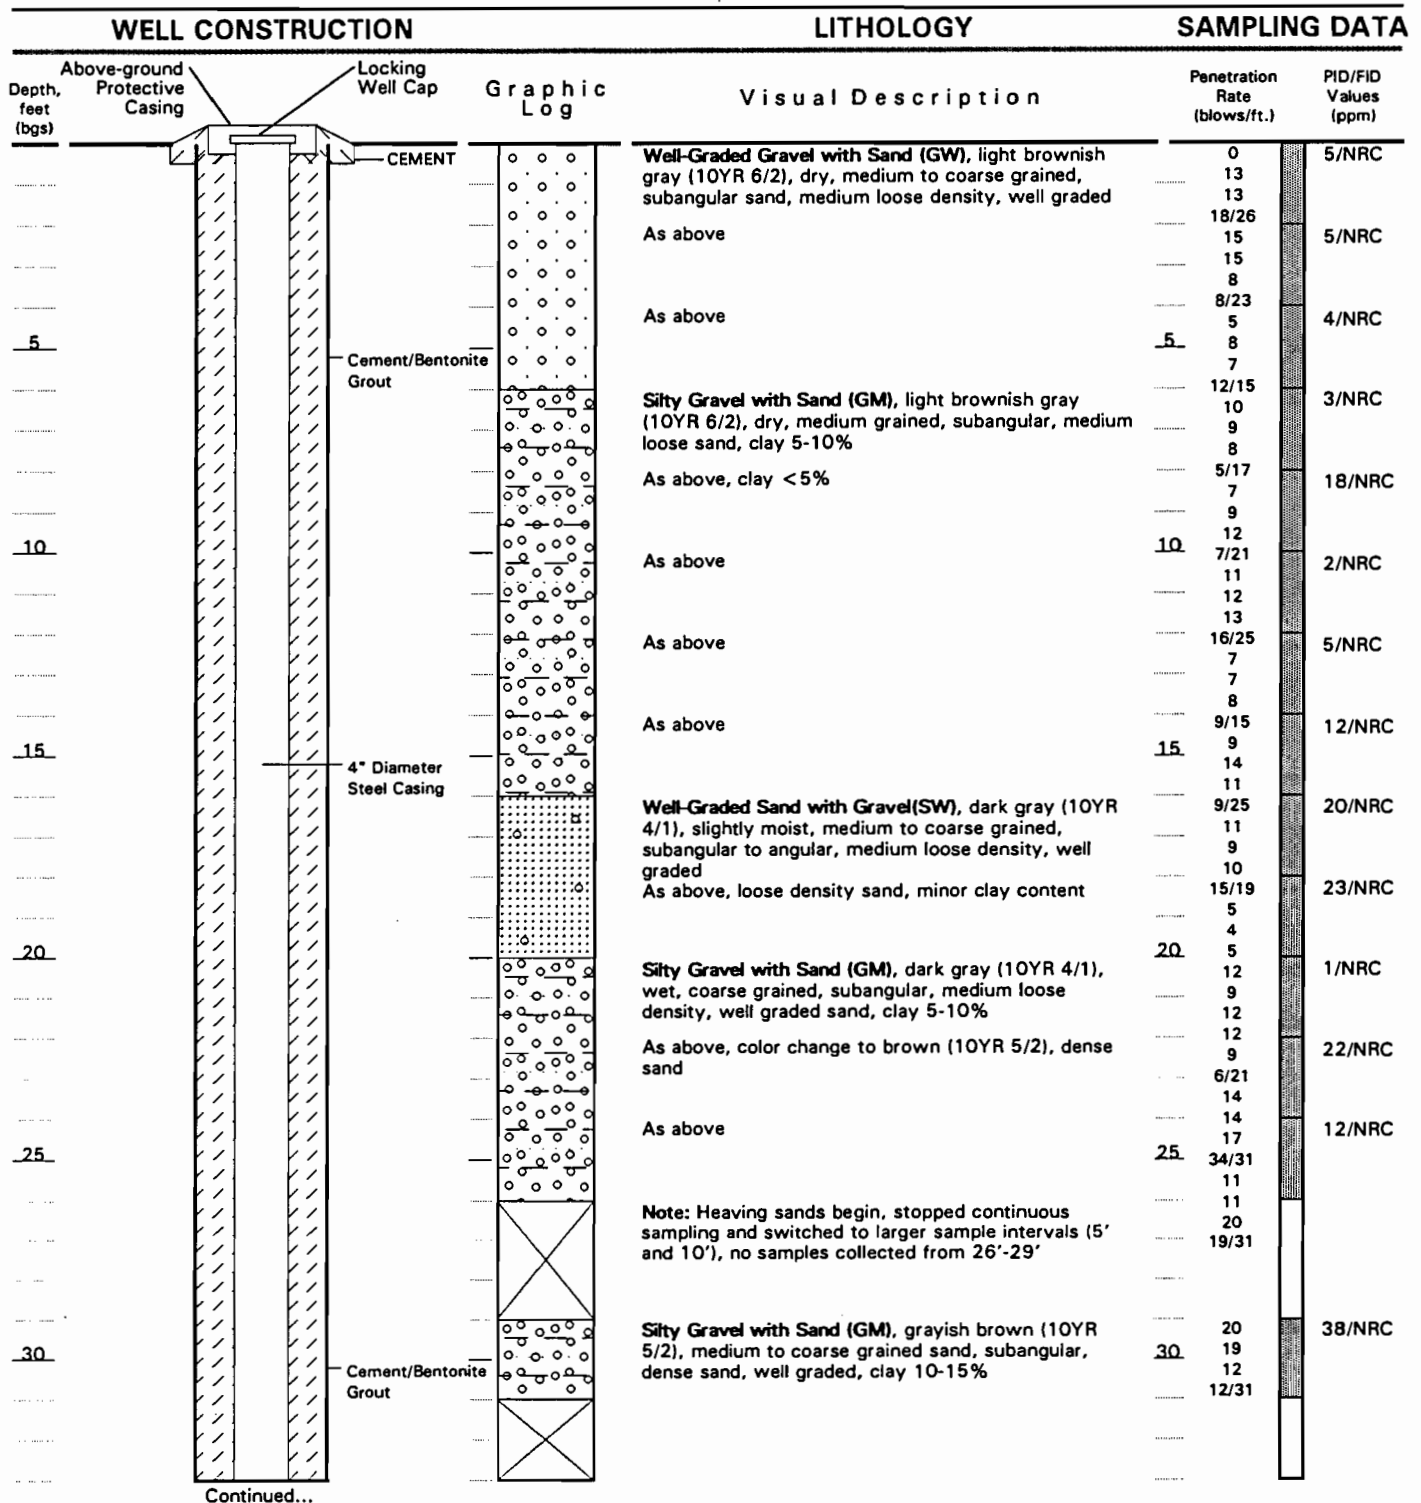 WELL CONSTRUCTION LITHOLOGY SAMPLING DATA
Depth, feet (bgs)
Above-ground Protective Casing
Locking Well Cap
Graphic Log
Visual Description
Penetration Rate (blows/ft.)
PID/FID Values (ppm)
CEMENT
Well-Graded Gravel with Sand (GW), light brownish
gray (10YR 6/2), dry, medium to coarse grained,
subangular sand, medium loose density, well graded
0
13
13
18/26
5/NRC
As above
15
15
8
8/23
5/NRC
As above
5
8
7
12/15
4/NRC
5
5
Cement/Bentonite
Grout
Silty Gravel with Sand (GM), light brownish gray
(10YR 6/2), dry, medium grained, subangular, medium
loose sand, clay 5-10%
10
9
8
5/17
3/NRC
As above, clay <5%
7
9
12
7/21
18/NRC
10
10
As above
11
12
13
16/25
2/NRC
As above
7
7
8
9/15
5/NRC
As above
9
14
11
9/25
12/NRC
15
15
4" Diameter
Steel Casing
Well-Graded Sand with Gravel(SW), dark gray (10YR
4/1), slightly moist, medium to coarse grained,
subangular to angular, medium loose density, well
graded
11
9
10
15/19
20/NRC
As above, loose density sand, minor clay content
5
4
5
23/NRC
20
20
Silty Gravel with Sand (GM), dark gray (10YR 4/1),
wet, coarse grained, subangular, medium loose
density, well graded sand, clay 5-10%
12
9
12
12
1/NRC
As above, color change to brown (10YR 5/2), dense
sand
9
6/21
14
14
22/NRC
As above
17
34/31
11
11
12/NRC
25
25
Note: Heaving sands begin, stopped continuous
sampling and switched to larger sample intervals (5'
and 10'), no samples collected from 26'-29'
20
19/31
Silty Gravel with Sand (GM), grayish brown (10YR
5/2), medium to coarse grained sand, subangular,
dense sand, well graded, clay 10-15%
20
19
12
12/31
38/NRC
30
30
Cement/Bentonite
Grout
Continued...